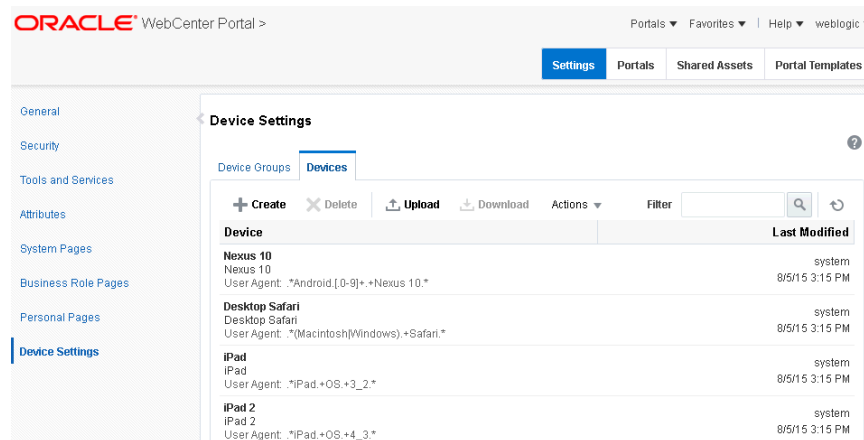 ORACLE® WebCenter Portal >
Portals Favorites | Help weblogic
Settings Portals Shared Assets Portal Templates
General
Security
Tools and Services
Attributes
System Pages
Business Role Pages
Personal Pages
Device Settings
Device Settings
Device Groups Devices
Create Delete Upload Download Actions Filter
Device Last Modified
Nexus 10
Nexus 10
User Agent: .*Android.[.0-9]+.+Nexus 10.*
system
8/5/15 3:15 PM
Desktop Safari
Desktop Safari
User Agent: .*(Macintosh|Windows).+Safari.*
system
8/5/15 3:15 PM
iPad
iPad
User Agent: .*iPad.+OS.+3_2.*
system
8/5/15 3:15 PM
iPad 2
iPad 2
User Agent: .*iPad.+OS.+4_3.*
system
8/5/15 3:15 PM